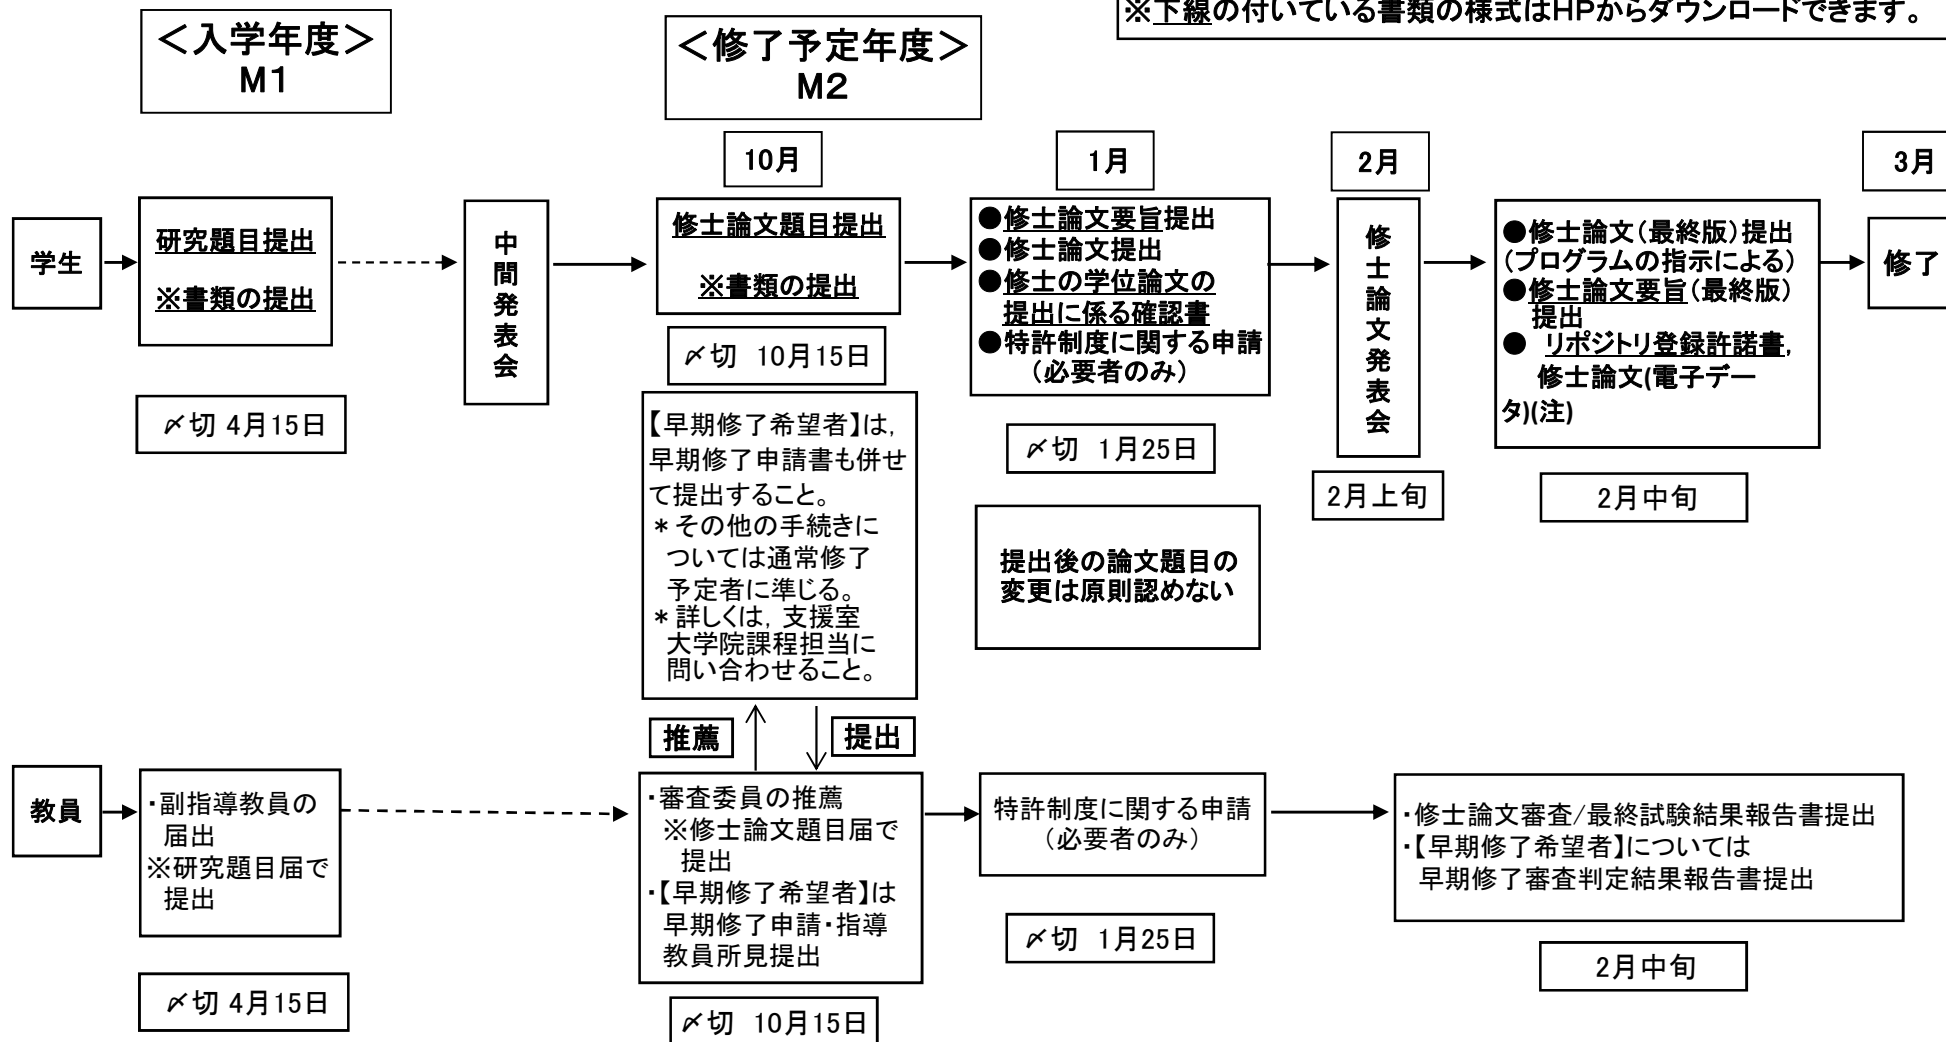 ※下線の付いている書類の様式はHPからダウンロードできます。
＜入学年度＞
M1
＜修了予定年度＞
M2
10月
1月
2月
3月
学生
研究題目提出
※書類の提出
〆切 4月15日
中間発表会
修士論文題目提出
※書類の提出
〆切 10月15日
【早期修了希望者】は,
早期修了申請書も併せ
て提出すること。
＊その他の手続きに
ついては通常修了
予定者に準じる。
＊詳しくは, 支援室
大学院課程担当に
問い合わせること。
●修士論文要旨提出
●修士論文提出
●修士の学位論文の
提出に係る確認書
●特許制度に関する申請
（必要者のみ）
〆切 1月25日
提出後の論文題目の
変更は原則認めない
修士論文発表会
2月上旬
●修士論文（最終版）提出
（プログラムの指示による）
●修士論文要旨（最終版）
提出
● リポジトリ登録許諾書,
修士論文(電子デー
タ)(注)
2月中旬
修了
推薦
提出
教員
・副指導教員の
届出
※研究題目届で
提出
〆切 4月15日
・審査委員の推薦
※修士論文題目届で
提出
・【早期修了希望者】は
早期修了申請・指導
教員所見提出
〆切 10月15日
特許制度に関する申請
（必要者のみ）
〆切 1月25日
・修士論文審査/最終試験結果報告書提出
・【早期修了希望者】については
早期修了審査判定結果報告書提出
2月中旬